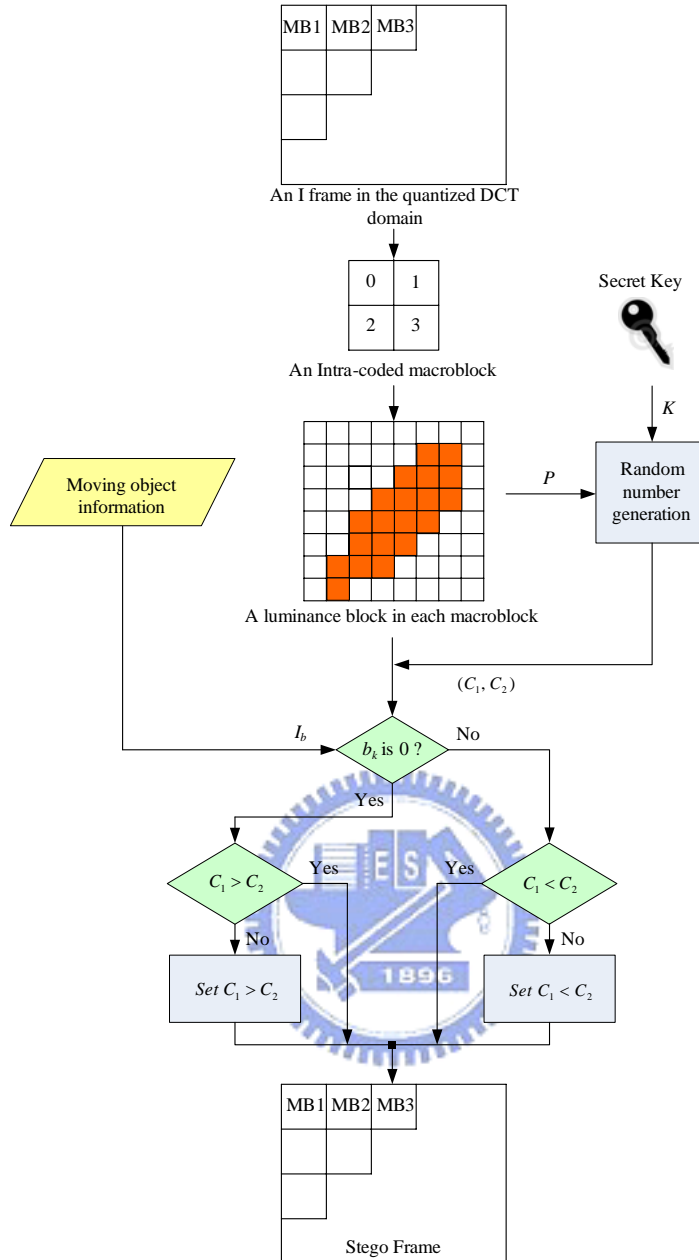 MB1 MB2 MB3
An I frame in the quantized DCT
domain
0 1
2 3
Secret Key
An Intra-coded macroblock
K
Moving object
information
P
Random
number
generation
A luminance block in each macroblock
(C1, C2)
Ib
bk is 0 ?
No
Yes
C1 > C2
Yes
ES
Yes
C1 < C2
No
No
Set C1 > C2
1896
Set C1 < C2
MB1 MB2 MB3
Stego Frame